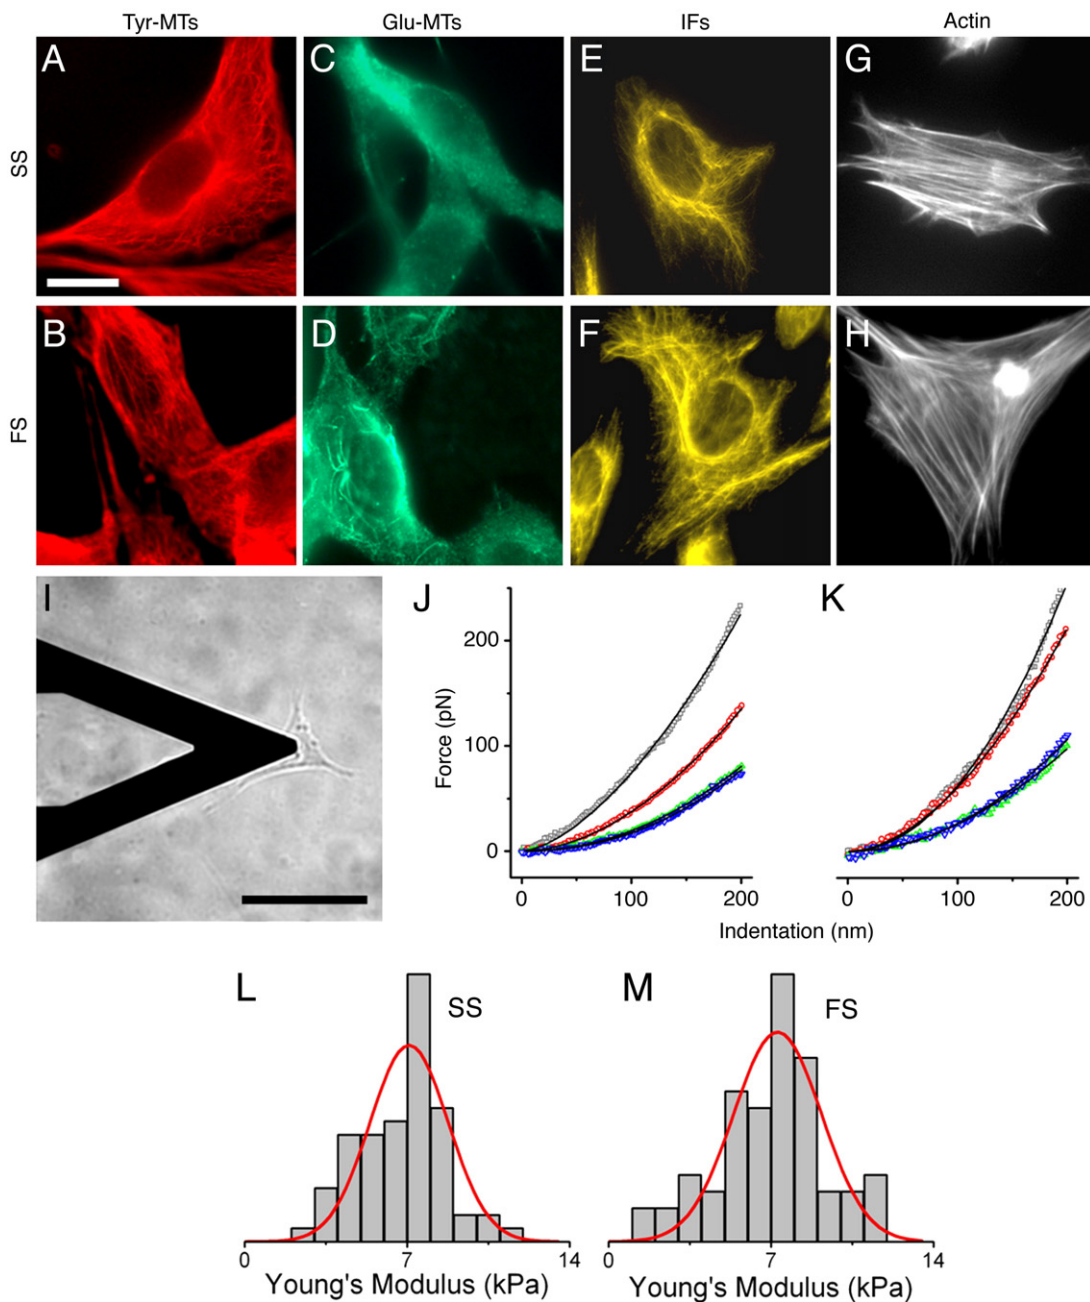 Tyr-MTs Glu-MTs IFs Actin
SS
A C E G
FS
B D F H
I J K
200
100
0
Force (pN)
0 100 200 0 100 200
Indentation (nm)
L SS M FS
0 7 14 0 7 14
Young's Modulus (kPa) Young's Modulus (kPa)